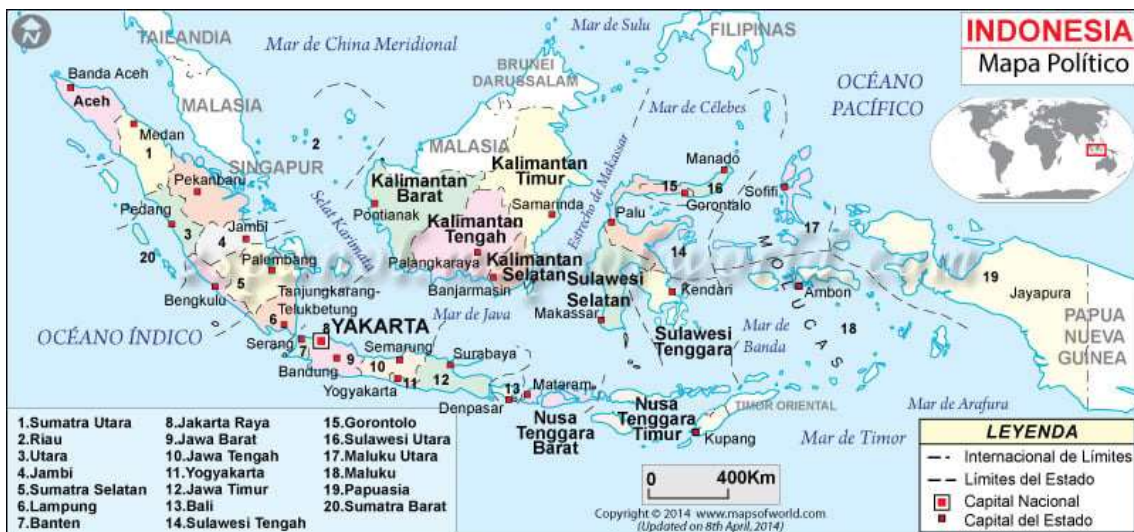 INDONESIA
Mapa Político
N
TAILANDIA
Mar de China Meridional
Mar de Sulu
FILIPINAS
OCÉANO
PACÍFICO
Banda Aceh
Aceh
MALASIA
BRUNEI
DARUSSALAM
Mar de Célebes
Medan
1
2
SINGAPUR
MALASIA
Kalimantan
Timur
Manado
Kalimantan
Barat
15
16
Gorontalo
Sofifi
Pekanbaru
Pontianak
Selat Karimata
Samarinda
Estrecho de Makassar
Palu
17
Pedang
3
4
Jambi
Kalimantan
Tengah
14
MOLUCAS
19
20
Palembang
Palangkaraya
Kalimantan
Selatan
Sulawesi
Selatan
Kendari
Ambon
Jayapura
5
Bengkulu
Tanjungkarang-
Telukbetung
Banjarmasin
Makassar
18
PAPUA
NUEVA
GUINEA
OCÉANO ÍNDICO
6
8
YAKARTA
Mar de Java
Sulawesi
Tenggara
Mar de
Banda
Serang
7
9
Semarung
10
Surabaya
Bandung
Yogyakarta
11
12
13
Mataram
Denpasar
Nusa
Tenggara
Barat
Nusa
Tenggara
Timur
TIMOR ORIENTAL
Kupang
Mar de Arafura
Mar de Timor
1.Sumatra Utara
2.Riau
3.Utara
4.Jambi
5.Sumatra Selatan
6.Lampung
7.Banten
8.Jakarta Raya
9.Jawa Barat
10.Jawa Tengah
11.Yogyakarta
12.Jawa Timur
13.Bali
14.Sulawesi Tengah
15.Gorontolo
16.Sulawesi Utara
17.Maluku Utara
18.Maluku
19.Papuasia
20.Sumatra Barat
0 400Km
Copyright © 2014 www.mapsofworld.com
(Updated on 8th April, 2014)
LEYENDA
Internacional de Límites
Límites del Estado
Capital Nacional
Capital del Estado